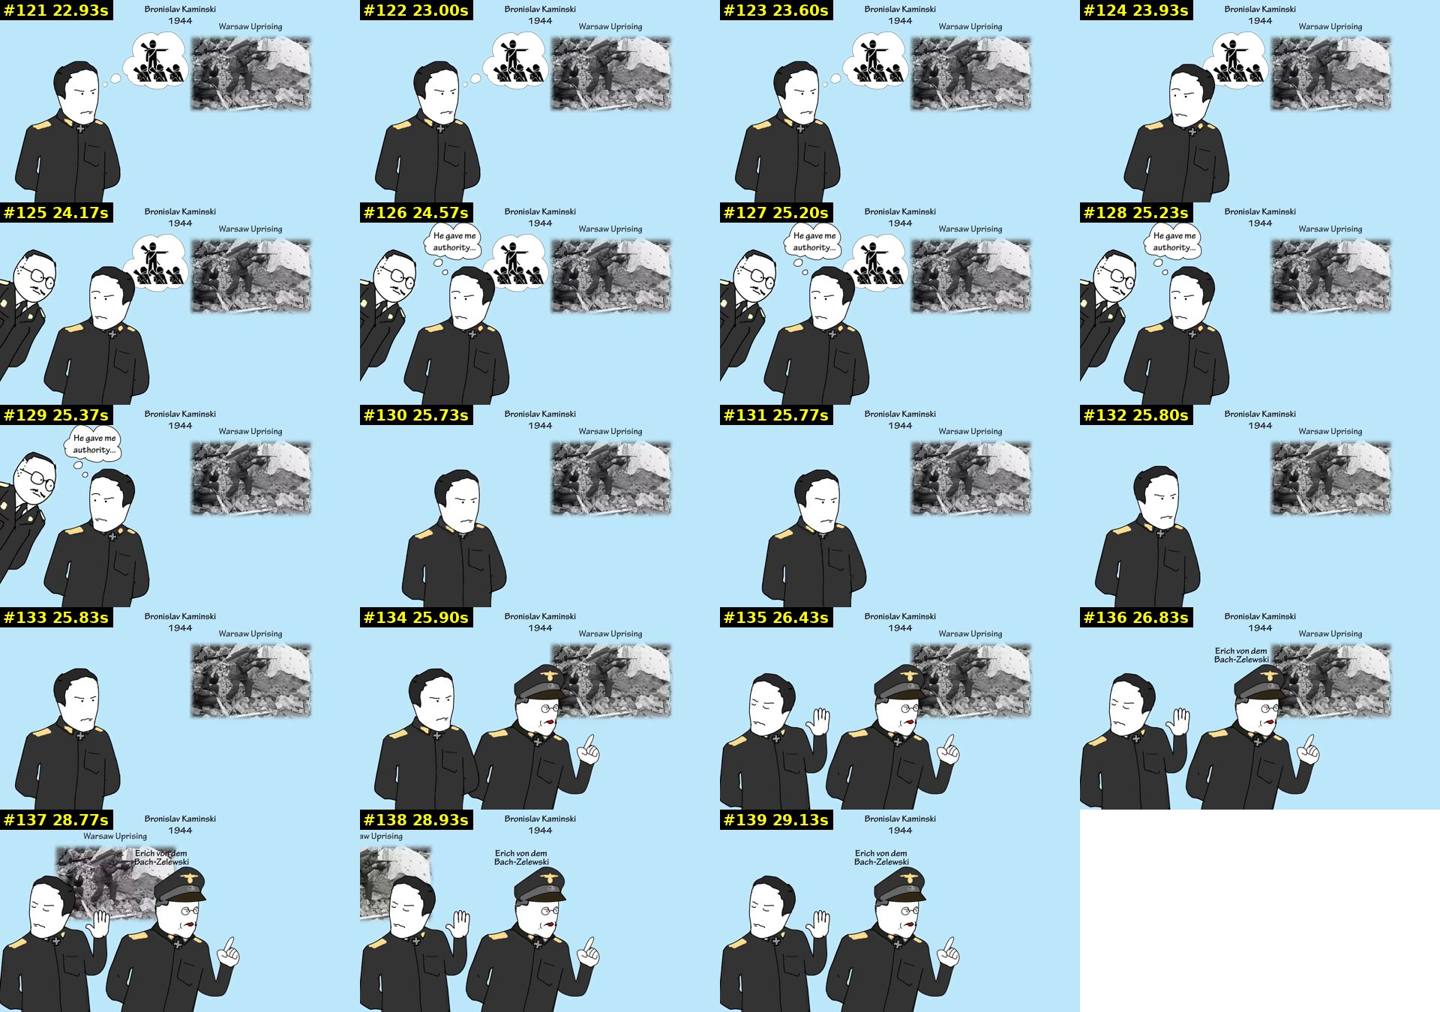 #121 22.93s
Bronislav Kaminski
1944
Warsaw Uprising
#122 23.00s
Bronislav Kaminski
1944
Warsaw Uprising
#123 23.60s
Bronislav Kaminski
1944
Warsaw Uprising
#124 23.93s
Bronislav Kaminski
1944
Warsaw Uprising
#125 24.17s
Bronislav Kaminski
1944
Warsaw Uprising
#126 24.57s
Bronislav Kaminski
1944
Warsaw Uprising
He gave me
authority...
#127 25.20s
Bronislav Kaminski
1944
Warsaw Uprising
He gave me
authority...
#128 25.23s
Bronislav Kaminski
1944
Warsaw Uprising
He gave me
authority...
#129 25.37s
Bronislav Kaminski
1944
Warsaw Uprising
He gave me
authority...
#130 25.73s
Bronislav Kaminski
1944
Warsaw Uprising
#131 25.77s
Bronislav Kaminski
1944
Warsaw Uprising
#132 25.80s
Bronislav Kaminski
1944
Warsaw Uprising
#133 25.83s
Bronislav Kaminski
1944
Warsaw Uprising
#134 25.90s
Bronislav Kaminski
1944
Warsaw Uprising
#135 26.43s
Bronislav Kaminski
1944
Warsaw Uprising
#136 26.83s
Bronislav Kaminski
1944
Warsaw Uprising
Erich von dem
Bach-Zelewski
#137 28.77s
Bronislav Kaminski
1944
Warsaw Uprising
Erich von dem
Bach-Zelewski
#138 28.93s
Bronislav Kaminski
1944
aw Uprising
Erich von dem
Bach-Zelewski
#139 29.13s
Bronislav Kaminski
1944
Erich von dem
Bach-Zelewski